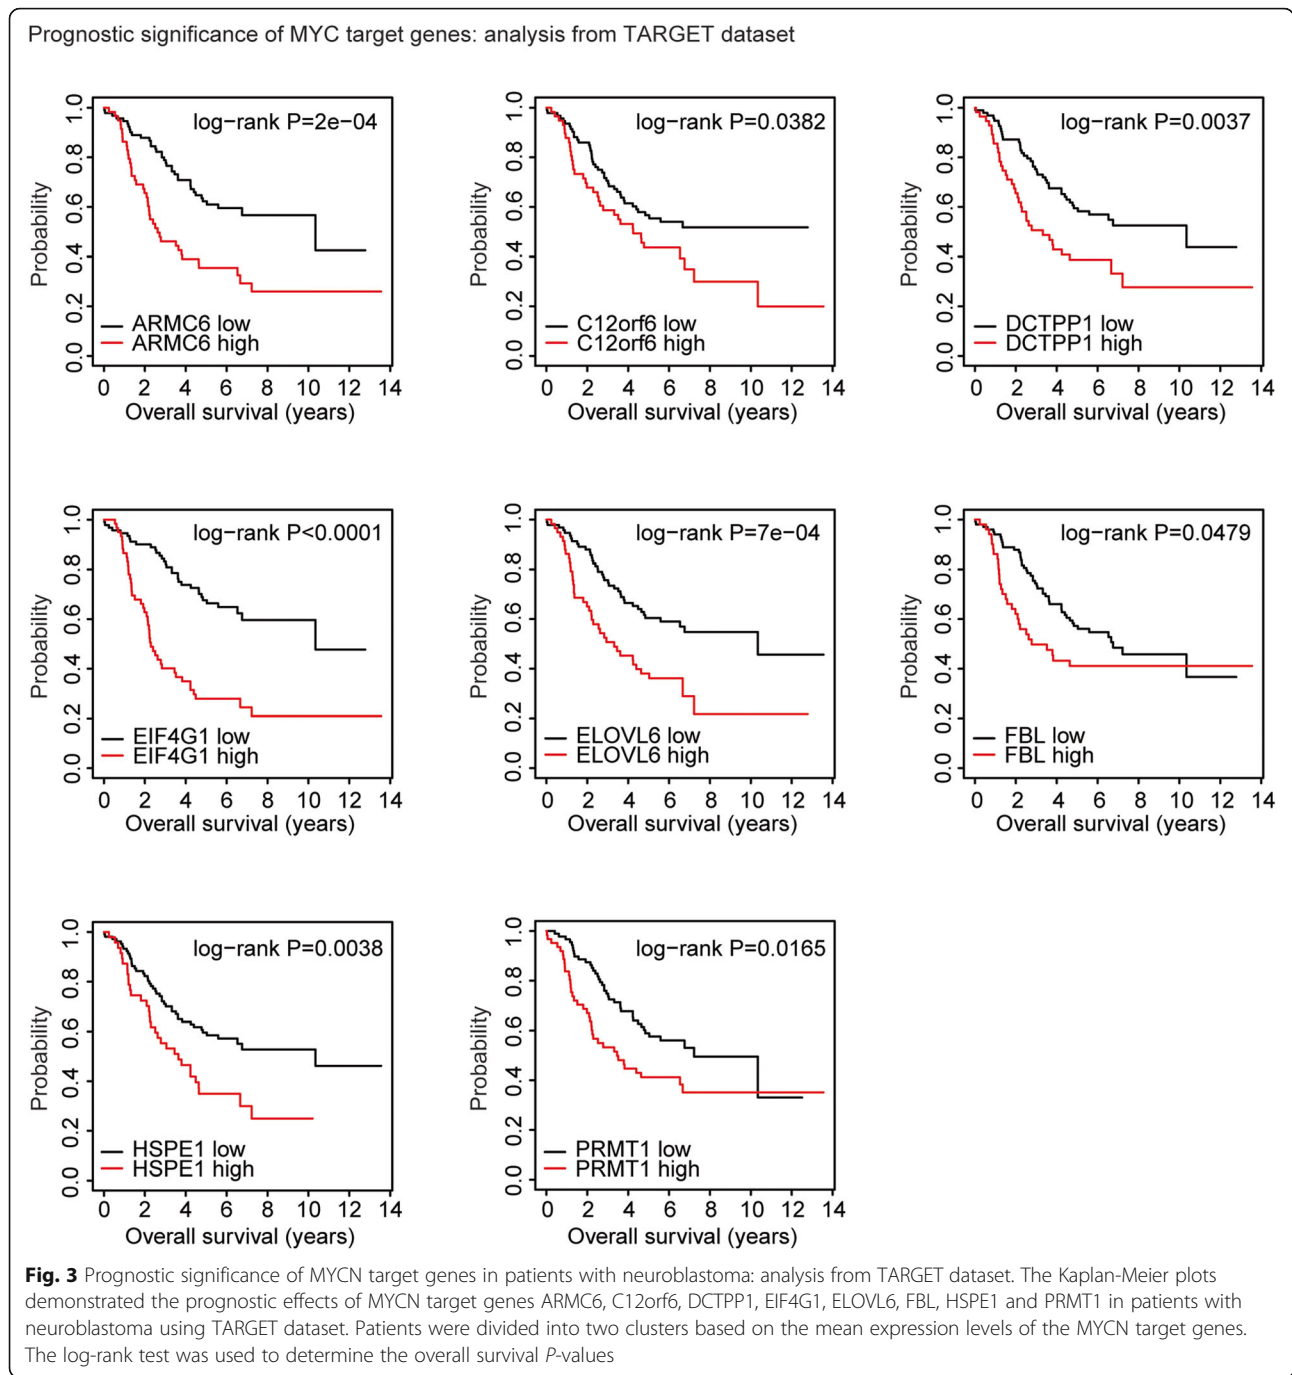 Prognostic significance of MYC target genes: analysis from TARGET dataset
Probability
0.0 0.2 0.4 0.6 0.8 1.0
log−rank P=2e−04
ARMC6 low
ARMC6 high
0 2 4 6 8 10 12 14
Overall survival (years)
Probability
0.0 0.2 0.4 0.6 0.8 1.0
log−rank P=0.0382
C12orf6 low
C12orf6 high
0 2 4 6 8 10 12 14
Overall survival (years)
Probability
0.0 0.2 0.4 0.6 0.8 1.0
log−rank P=0.0037
DCTPP1 low
DCTPP1 high
0 2 4 6 8 10 12 14
Overall survival (years)
Probability
0.0 0.2 0.4 0.6 0.8 1.0
log−rank P<0.0001
EIF4G1 low
EIF4G1 high
0 2 4 6 8 10 12 14
Overall survival (years)
Probability
0.0 0.2 0.4 0.6 0.8 1.0
log−rank P=7e−04
ELOVL6 low
ELOVL6 high
0 2 4 6 8 10 12 14
Overall survival (years)
Probability
0.0 0.2 0.4 0.6 0.8 1.0
log−rank P=0.0479
FBL low
FBL high
0 2 4 6 8 10 12 14
Overall survival (years)
Probability
0.0 0.2 0.4 0.6 0.8 1.0
log−rank P=0.0038
HSPE1 low
HSPE1 high
0 2 4 6 8 10 12 14
Overall survival (years)
Probability
0.0 0.2 0.4 0.6 0.8 1.0
log−rank P=0.0165
PRMT1 low
PRMT1 high
0 2 4 6 8 10 12 14
Overall survival (years)
Fig. 3 Prognostic significance of MYCN target genes in patients with neuroblastoma: analysis from TARGET dataset. The Kaplan-Meier plots
demonstrated the prognostic effects of MYCN target genes ARMC6, C12orf6, DCTPP1, EIF4G1, ELOVL6, FBL, HSPE1 and PRMT1 in patients with
neuroblastoma using TARGET dataset. Patients were divided into two clusters based on the mean expression levels of the MYCN target genes.
The log-rank test was used to determine the overall survival P-values